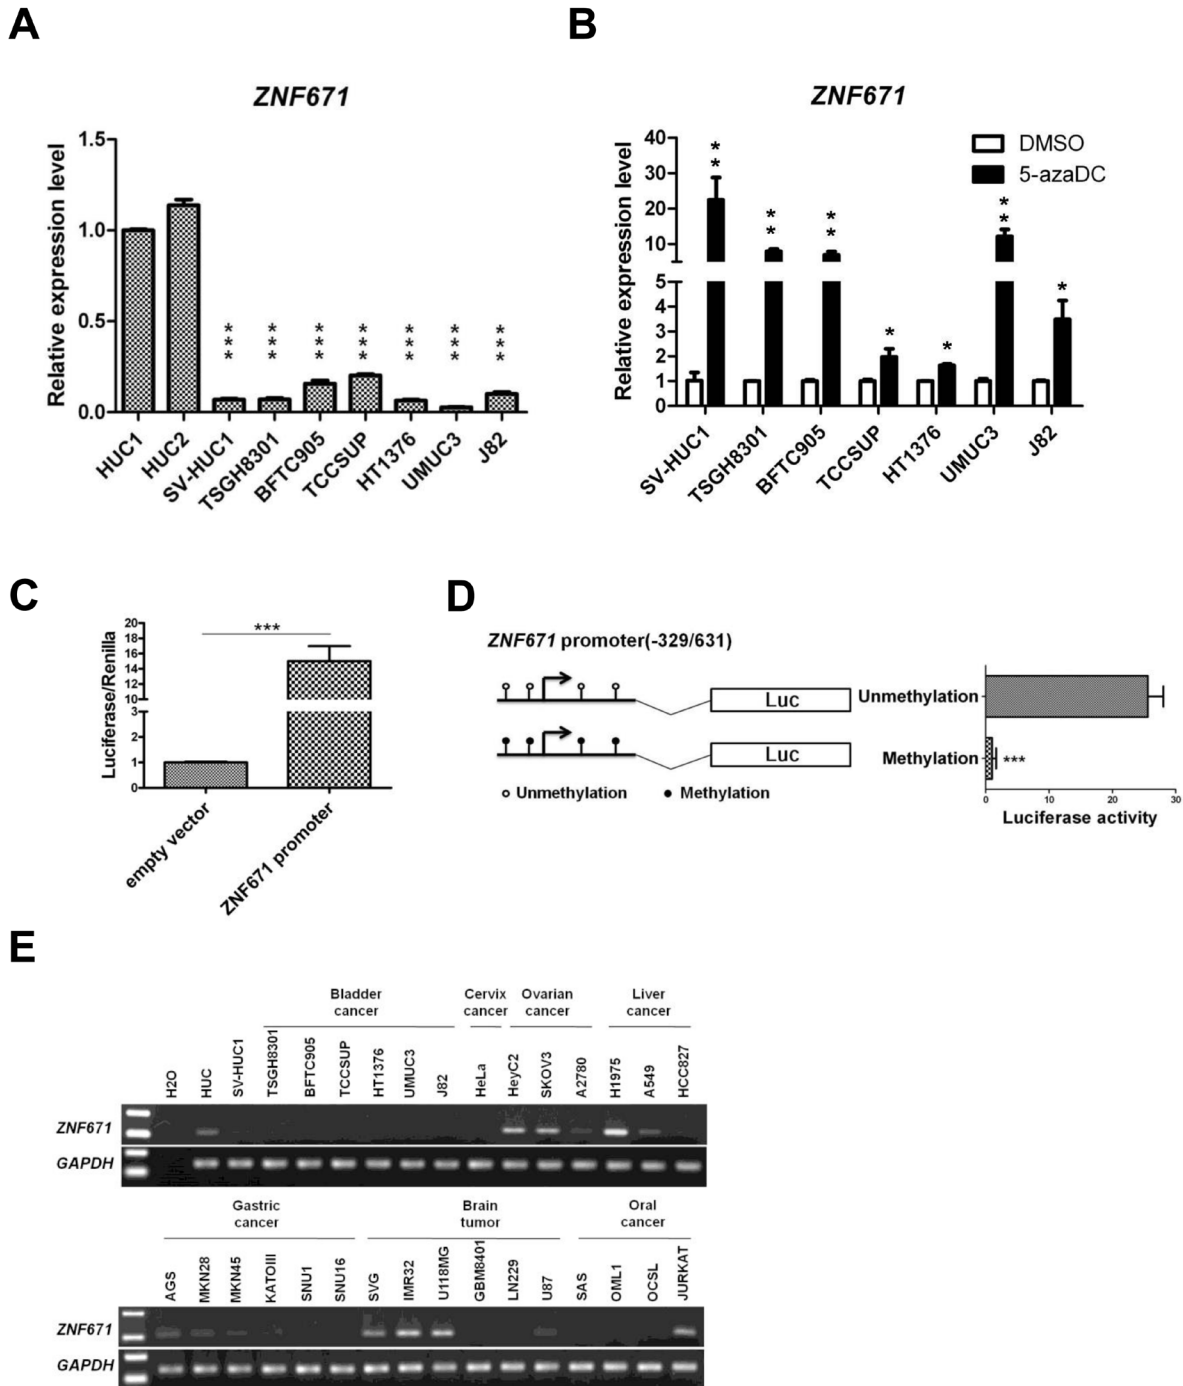 A
B
ZNF671
Relative expression level
1.5
1.0
0.5
0.0
***
***
***
***
***
***
***
HUC1
HUC2
SV-HUC1
TSGH8301
BFTC905
TCCSUP
HT1376
UMUC3
J82
ZNF671
DMSO
5-azaDC
Relative expression level
40
30
20
10
5
4
3
2
1
0
**
**
**
*
*
**
*
SV-HUC1
TSGH8301
BFTC905
TCCSUP
HT1376
UMUC3
J82
C
D
Luciferase/Renilla
20
18
16
14
12
10
3
2
1
0
***
empty vector
ZNF671 promoter
ZNF671 promoter(-329/631)
Luc
Luc
Unmethylation
Methylation
Unmethylation
Methylation
***
0 10 20 30
Luciferase activity
E
Bladder cancer
Cervix cancer
Ovarian cancer
Liver cancer
H2O HUC SV-HUC1 TSGH8301 BFTC905 TCCSUP HT1376 UMUC3 J82 HeLa HeyC2 SKOV3 A2780 H1975 A549 HCC827
ZNF671
GAPDH
Gastric cancer
Brain tumor
Oral cancer
AGS MKN28 MKN45 KATOIII SNU1 SNU16 SVG IMR32 U118MG GBM8401 LN229 U87 SAS OML1 OCSL JURKAT
ZNF671
GAPDH